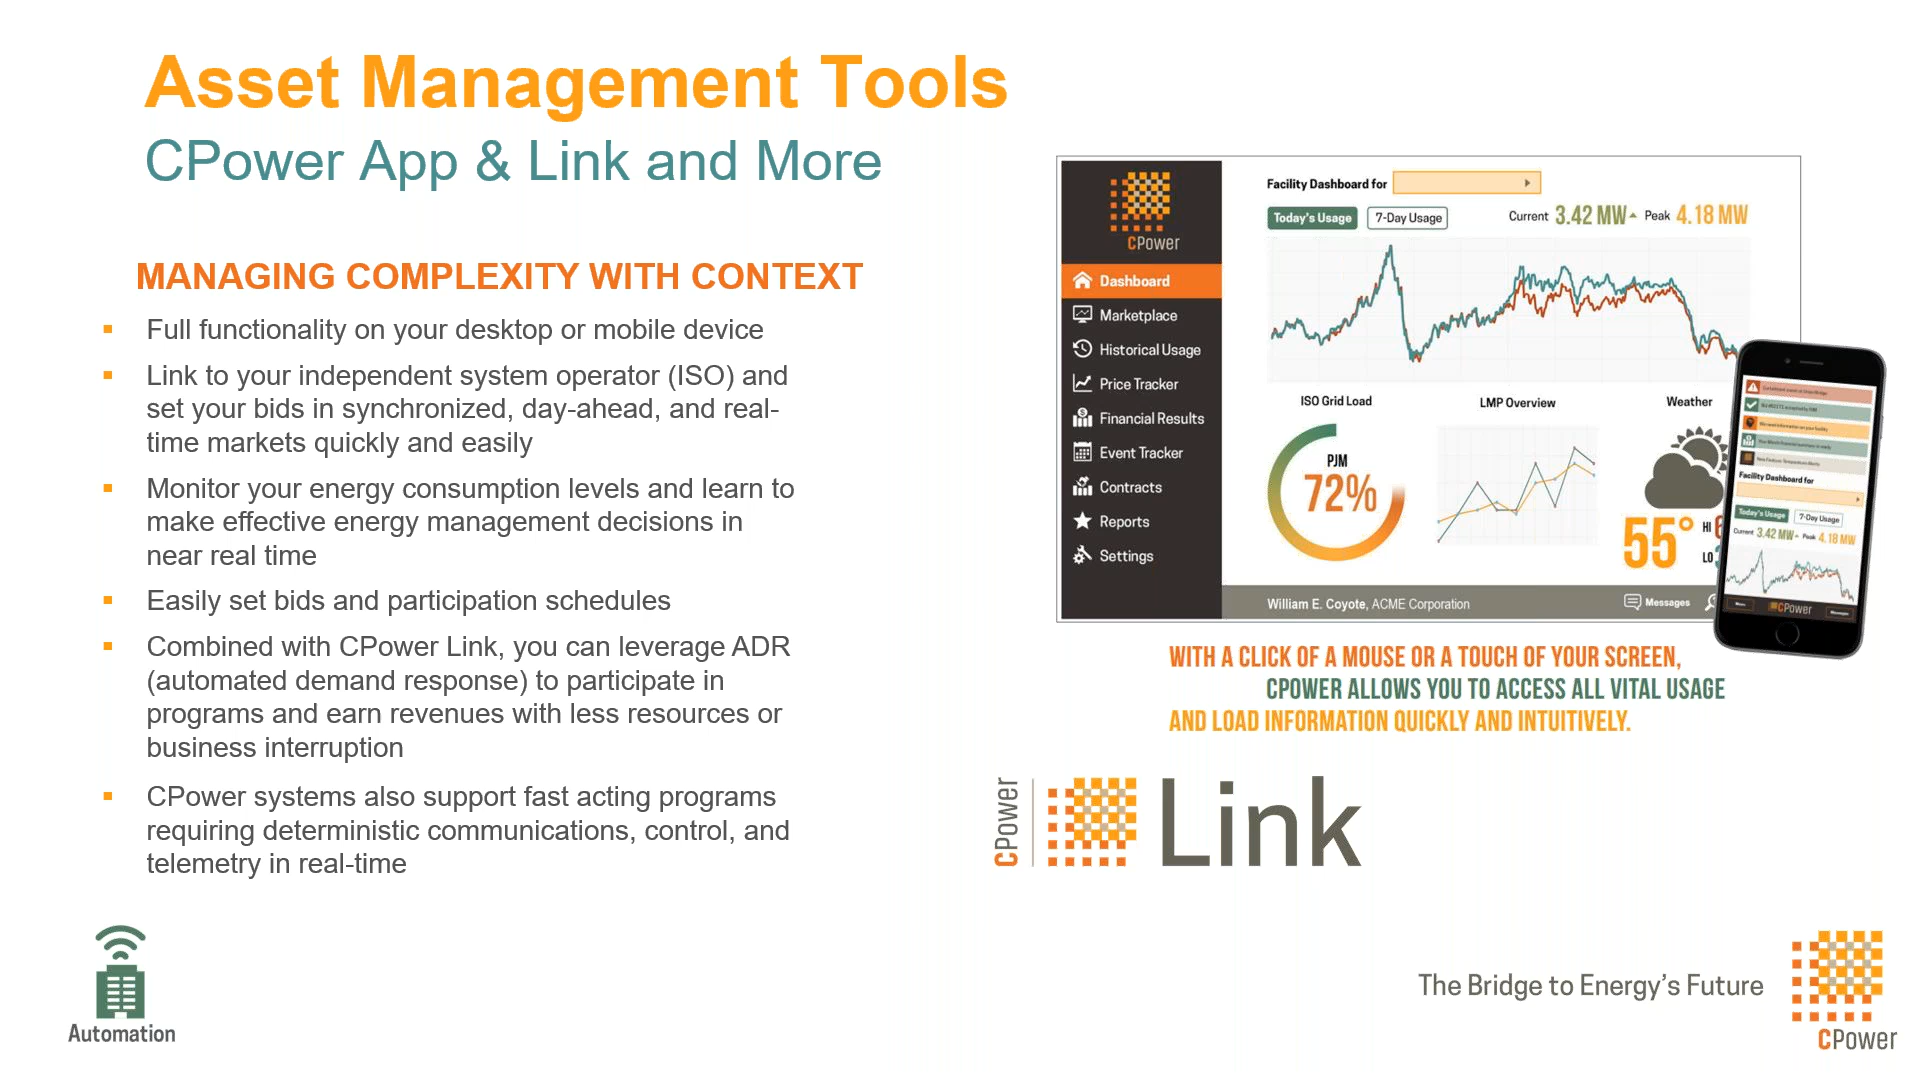 Asset Management Tools
CPower App & Link and More
MANAGING COMPLEXITY WITH CONTEXT
Full functionality on your desktop or mobile device
Link to your independent system operator (ISO) and
set your bids in synchronized, day-ahead, and real-
time markets quickly and easily
Monitor your energy consumption levels and learn to
make effective energy management decisions in
near real time
Easily set bids and participation schedules
Combined with CPower Link, you can leverage ADR
(automated demand response) to participate in
programs and earn revenues with less resources or
business interruption
CPower systems also support fast acting programs
requiring deterministic communications, control, and
telemetry in real-time
Automation
CPower
Dashboard
Marketplace
Historical Usage
Price Tracker
Financial Results
Event Tracker
Contracts
Reports
Settings
Facility Dashboard for
Today's Usage 7-Day Usage Current 3.42 MW Peak 4.18 MW
ISO Grid Load LMP Overview Weather
PJM
72%
55° HI
LO
William E. Coyote, ACME Corporation Messages
Facility Dashboard for
Today's Usage 7-Day Usage
Current 3.42 MW Peak 4.18 MW
CPower
WITH A CLICK OF A MOUSE OR A TOUCH OF YOUR SCREEN,
CPOWER ALLOWS YOU TO ACCESS ALL VITAL USAGE
AND LOAD INFORMATION QUICKLY AND INTUITIVELY.
CPower Link
The Bridge to Energy's Future
CPower